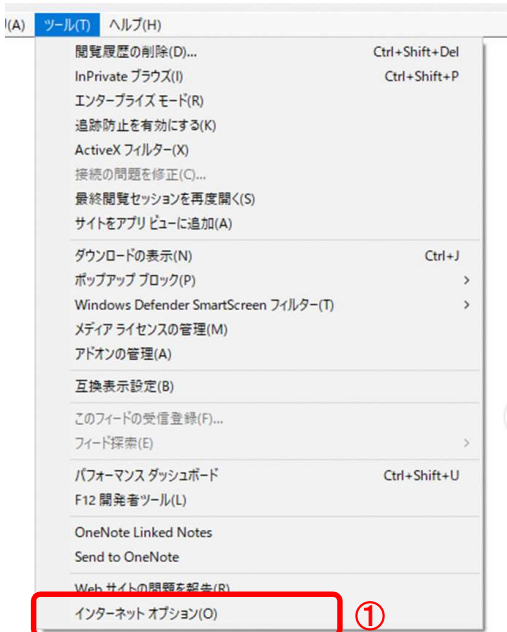 (A) ツール(T) ヘルプ(H)
閲覧履歴の削除(D)... Ctrl+Shift+Del
InPrivate ブラウズ(I) Ctrl+Shift+P
エンタープライズ モード(R)
追跡防止を有効にする(K)
ActiveX フィルター(X)
接続の問題を修正(C)...
最終閲覧セッションを再度開く(S)
サイトをアプリ ビューに追加(A)
ダウンロードの表示(N) Ctrl+J
ポップアップ ブロック(P) >
Windows Defender SmartScreen フィルター(T) >
メディア ライセンスの管理(M)
アドオンの管理(A)
互換表示設定(B)
このフィードの受信登録(F)...
フィード探索(E) >
パフォーマンス ダッシュボード Ctrl+Shift+U
F12 開発者ツール(L)
OneNote Linked Notes
Send to OneNote
Web サイトの問題を報告(R)
インターネット オプション(O) ①